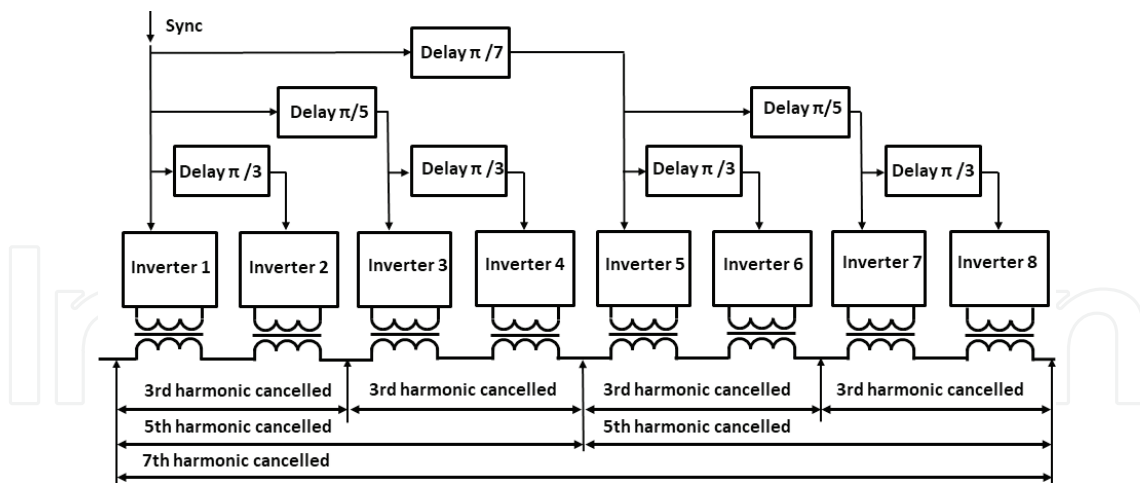 Sync
Delay π /7
Delay π/5
Delay π/5
Delay π /3
Delay π /3
Delay π /3
Delay π /3
Inverter 1
Inverter 2
Inverter 3
Inverter 4
Inverter 5
Inverter 6
Inverter 7
Inverter 8
3rd harmonic cancelled
3rd harmonic cancelled
3rd harmonic cancelled
3rd harmonic cancelled
5th harmonic cancelled
5th harmonic cancelled
7th harmonic cancelled